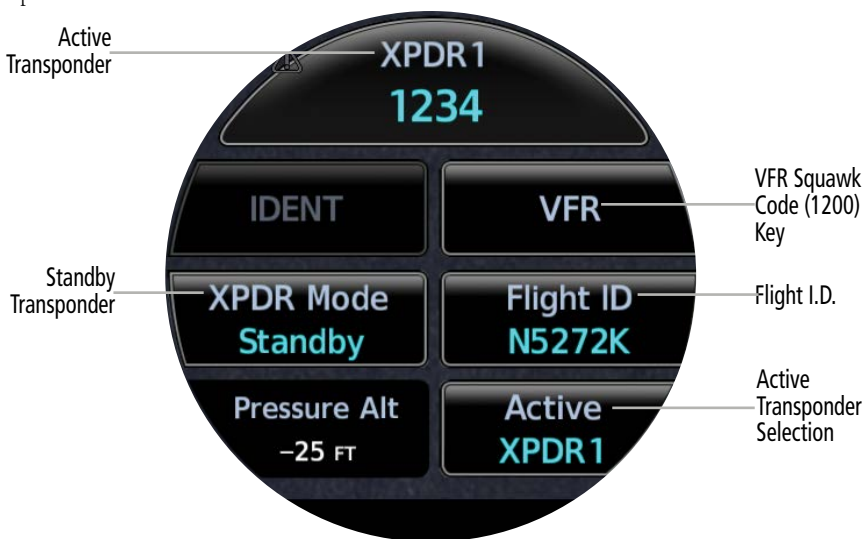 Active
Transponder
XPDR1
1234
IDENT
VFR
VFR Squawk
Code (1200)
Key
Standby
Transponder
XPDR Mode
Standby
Flight ID
N5272K
Flight I.D.
Pressure Alt
−25 FT
Active
XPDR1
Active
Transponder
Selection